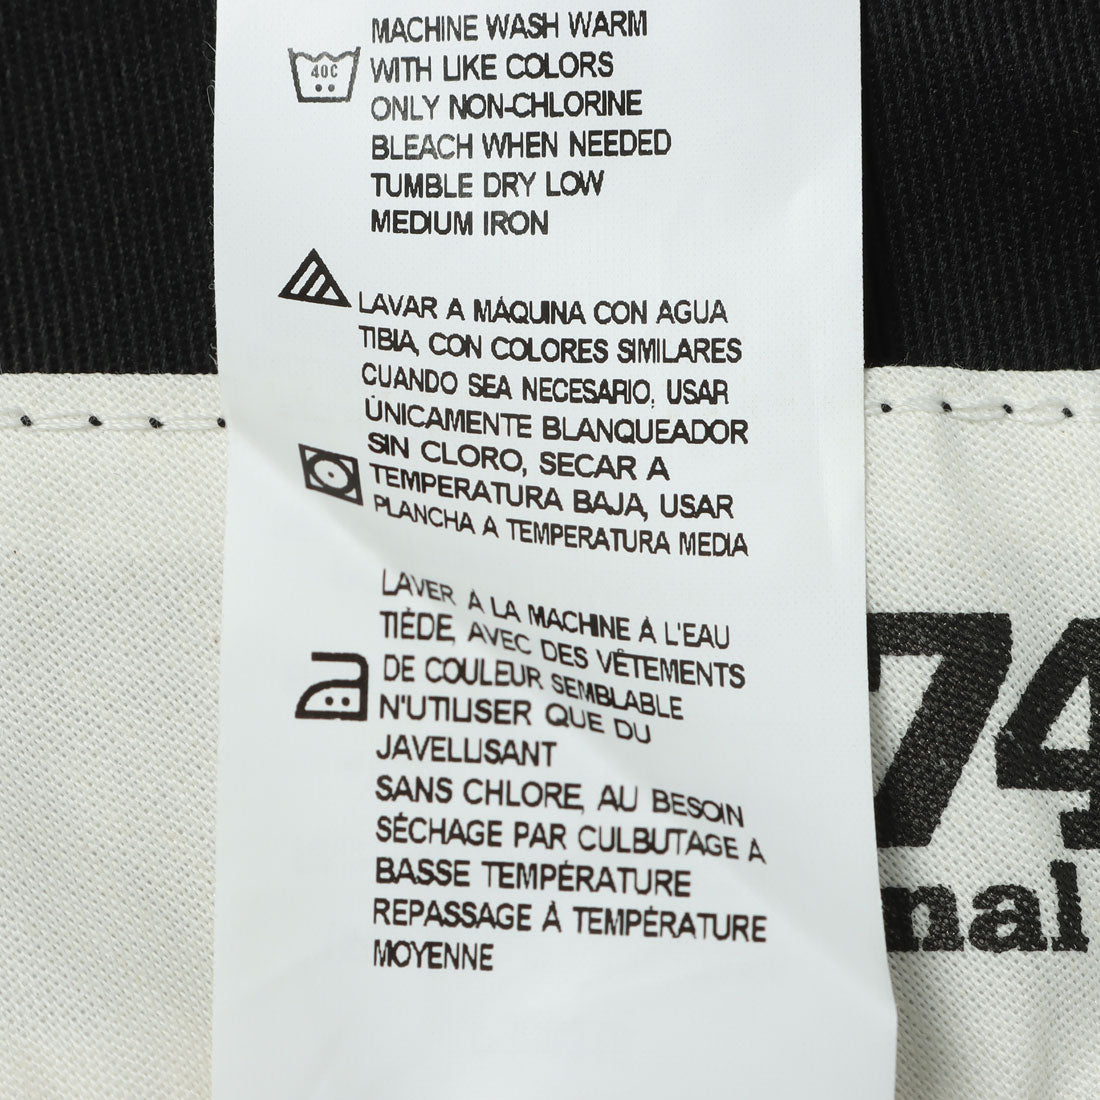 MACHINE WASH WARM
40C
WITH LIKE COLORS
ONLY NON-CHLORINE
BLEACH WHEN NEEDED
TUMBLE DRY LOW
MEDIUM IRON
LAVAR A MÁQUINA CON AGUA
TIBIA, CON COLORES SIMILARES
CUANDO SEA NECESARIO, USAR
ÚNICAMENTE BLANQUEADOR
SIN CLORO, SECAR A
TEMPERATURA BAJA, USAR
PLANCHA A TEMPERATURA MEDIA
LAVER À LA MACHINE À L'EAU
TIÈDE, AVEC DES VÊTEMENTS
DE COULEUR SEMBLABLE
N'UTILISER QUE DU
JAVELLISANT
SANS CHLORE, AU BESOIN
SÉCHAGE PAR CULBUTAGE À
BASSE TEMPÉRATURE
REPASSAGE À TEMPÉRATURE
MOYENNE
74
nal